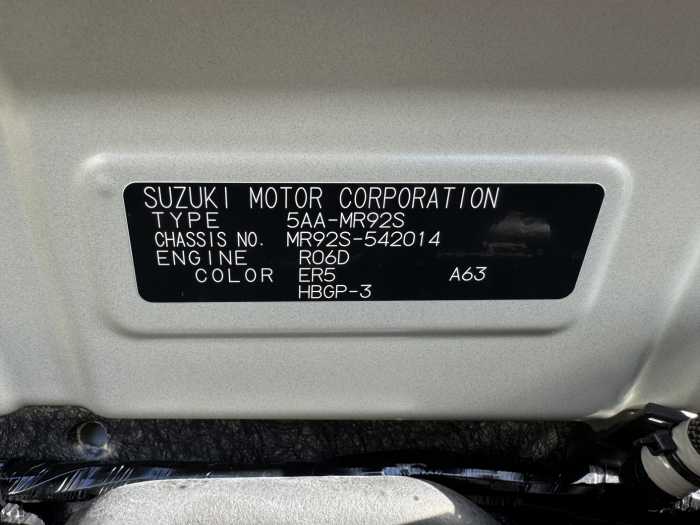 SUZUKI MOTOR CORPORATION
TYPE 5AA-MR92S
CHASSIS NO. MR92S-542014
ENGINE R06D
COLOR ER5 A63
HBGP-3